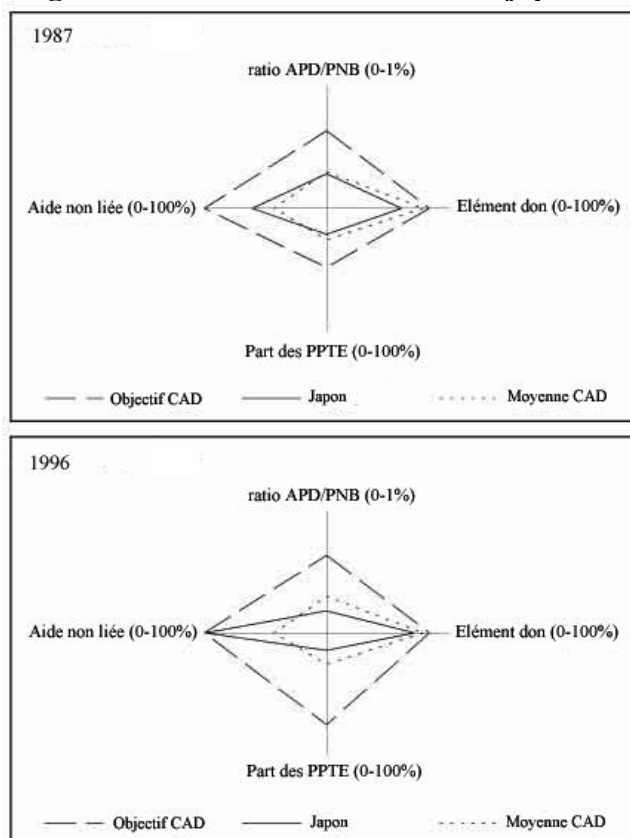 1987
ratio APD/PNB (0-1%)
Aide non liée (0-100%)
Elément don (0-100%)
Part des PPTE (0-100%)
Objectif CAD
Japon
Moyenne CAD
1996
ratio APD/PNB (0-1%)
Aide non liée (0-100%)
Elément don (0-100%)
Part des PPTE (0-100%)
Objectif CAD
Japon
Moyenne CAD